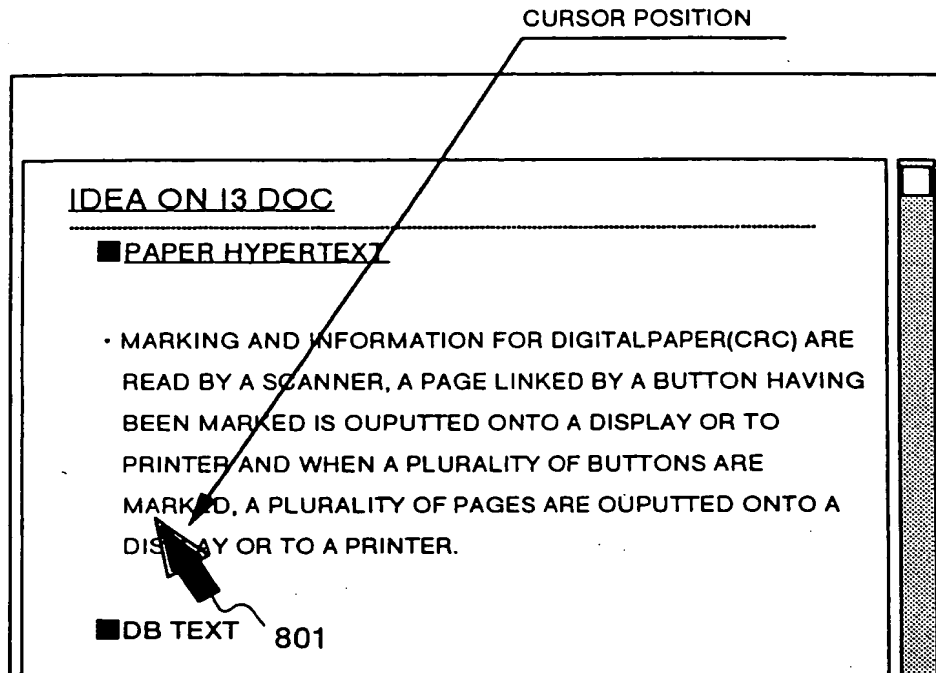 CURSOR POSITION
IDEA ON I3 DOC
■PAPER HYPERTEXT
· MARKING AND INFORMATION FOR DIGITALPAPER(CRC) ARE
READ BY A SCANNER, A PAGE LINKED BY A BUTTON HAVING
BEEN MARKED IS OUPUTTED ONTO A DISPLAY OR TO
PRINTER AND WHEN A PLURALITY OF BUTTONS ARE
MARKED, A PLURALITY OF PAGES ARE OUPUTTED ONTO A
DISPLAY OR TO A PRINTER.
■DB TEXT
801